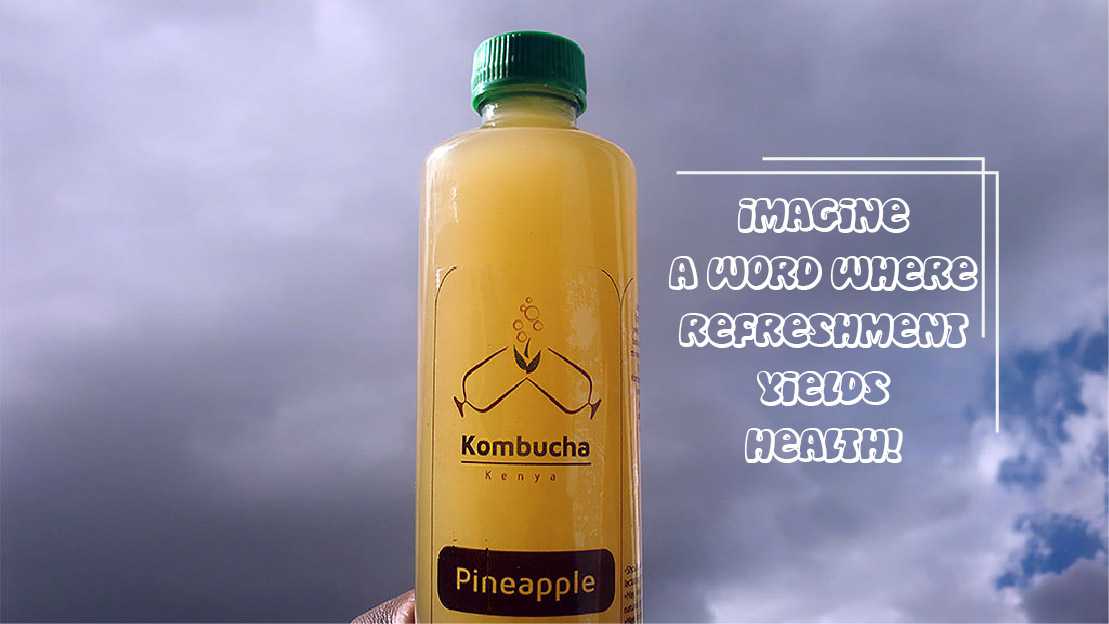 Kombucha
Kenya
Pineapple
iMAGiNE
A WORD WHERE
REFRESHMENT
YiELDS
HEALTH!